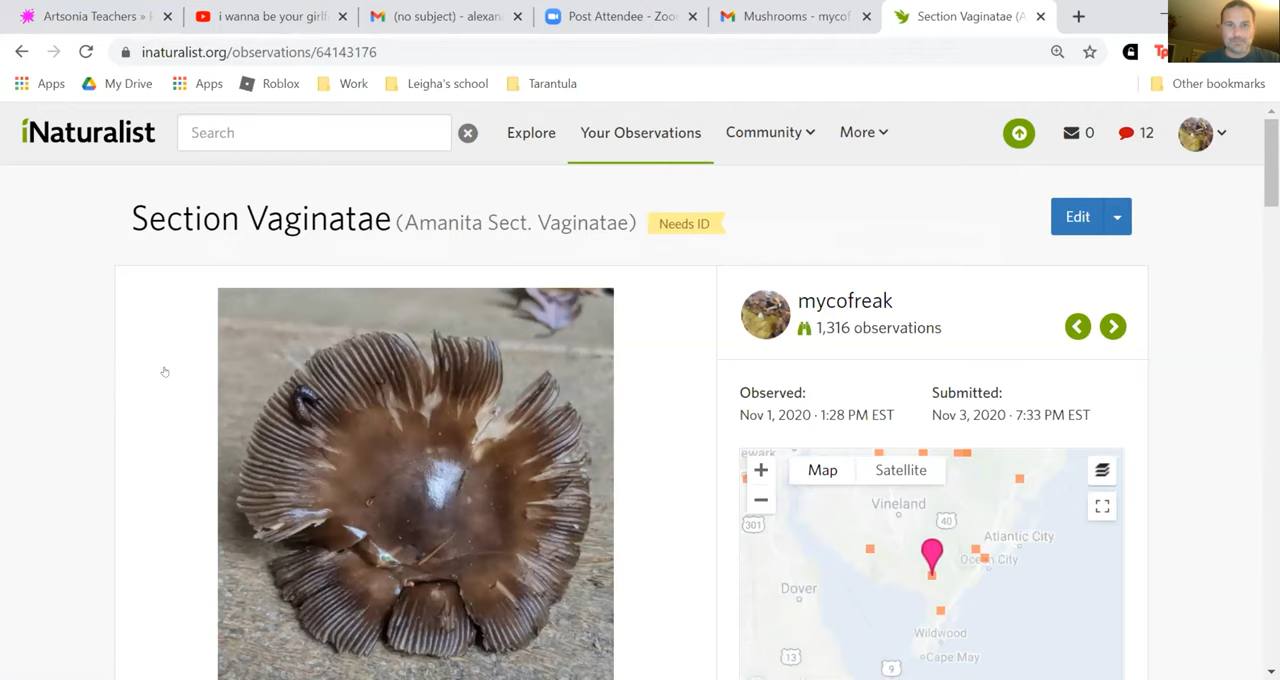 Artsonia Teachers »
i wanna be your girlf
(no subject) - alexan
Post Attendee - Zoo
Mushrooms - mycof
Section Vaginatae (A
inaturalist.org/observations/64143176
Apps
My Drive
Apps
Roblox
Work
Leigha's school
Tarantula
Other bookmarks
iNaturalist
Search
Explore
Your Observations
Community
More
0
12
Section Vaginatae (Amanita Sect. Vaginatae)
Needs ID
Edit
mycofreak
1,316 observations
Observed:
Nov 1, 2020 · 1:28 PM EST
Submitted:
Nov 3, 2020 · 7:33 PM EST
+
−
Map
Satellite
ewark
Vineland
301
40
Atlantic City
Ocean City
Dover
Wildwood
Cape May
13
9